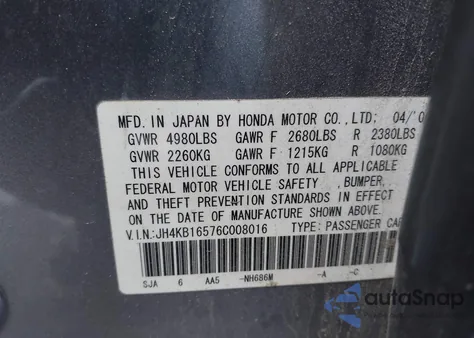 MFD. IN JAPAN BY HONDA MOTOR CO., LTD; 04/0
GVWR 4980LBS GAWR F 2680LBS R 2380LBS
GVWR 2260KG GAWR F 1215KG R 1080KG
THIS VEHICLE CONFORMS TO ALL APPLICABLE
FEDERAL MOTOR VEHICLE SAFETY ,BUMPER,
AND THEFT PREVENTION STANDARDS IN EFFECT
ON THE DATE OF MANUFACTURE SHOWN ABOVE.
V.I.N:JH4KB16576C008016 TYPE: PASSENGER CAR
SJA 6 AA5 -NH686M -A -C
autoSnap